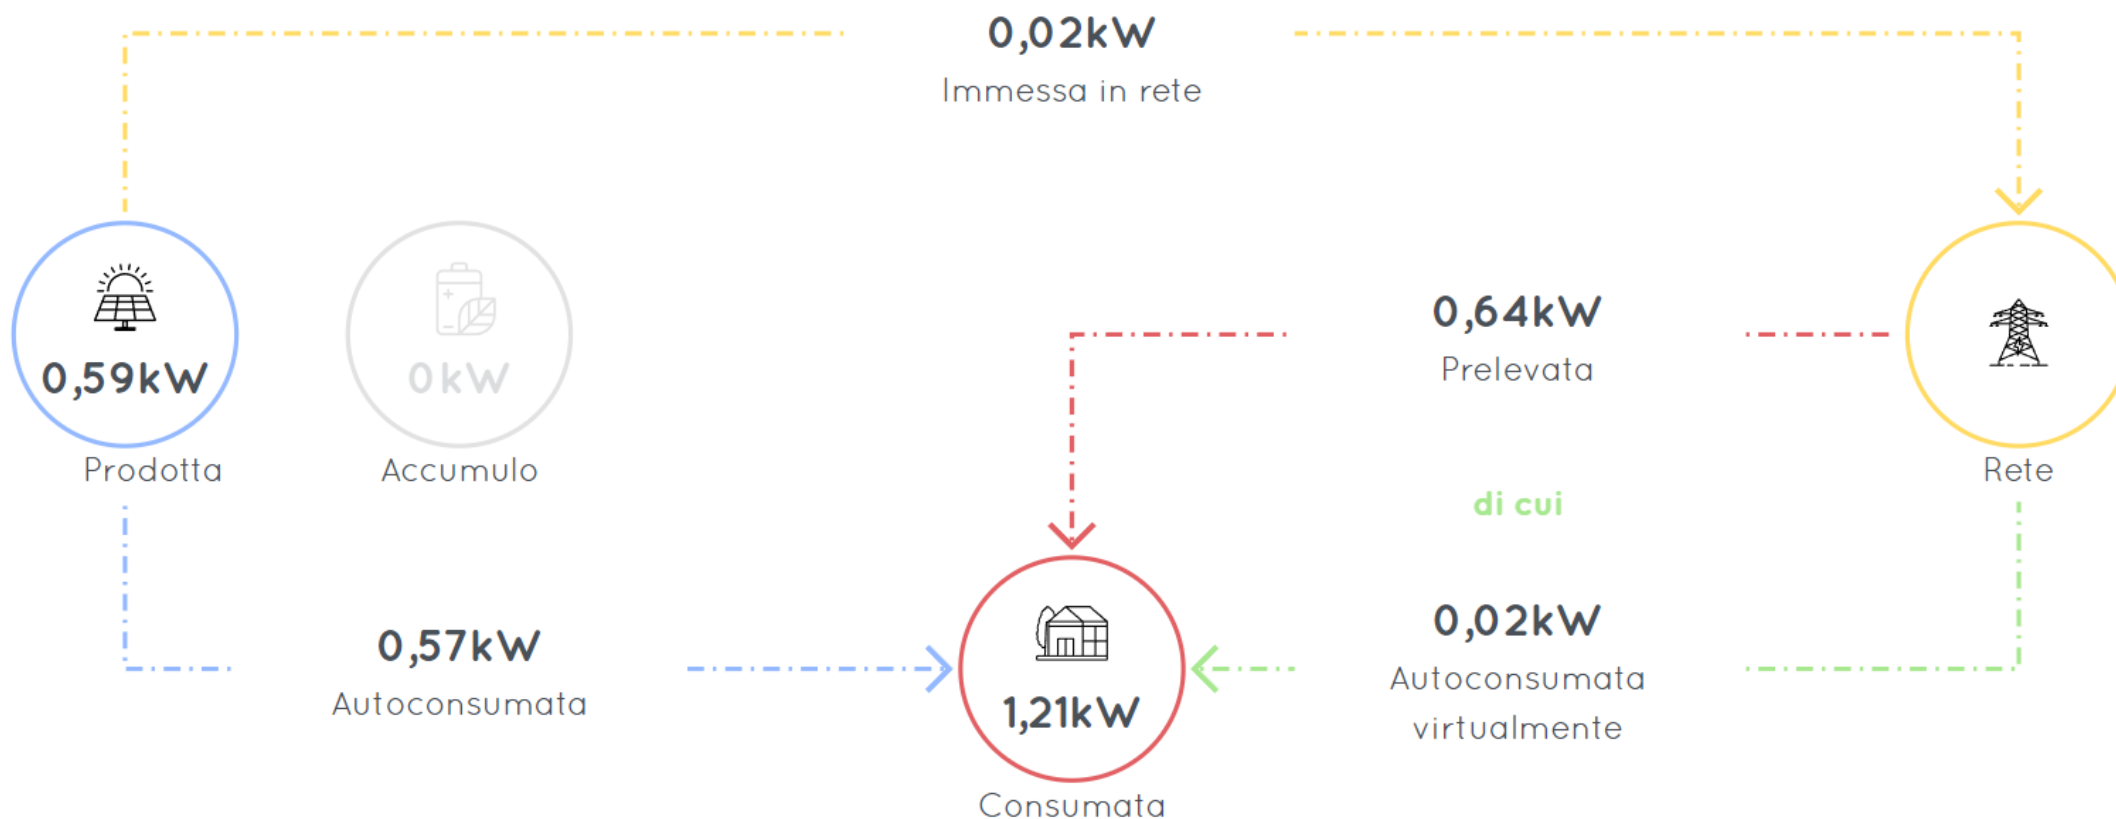 0,02kW
Immessa in rete
0,59kW
Prodotta
0kW
Accumulo
0,64kW
Prelevata
Rete
di cui
0,57kW
Autoconsumata
1,21kW
Consumata
0,02kW
Autoconsumata
virtualmente